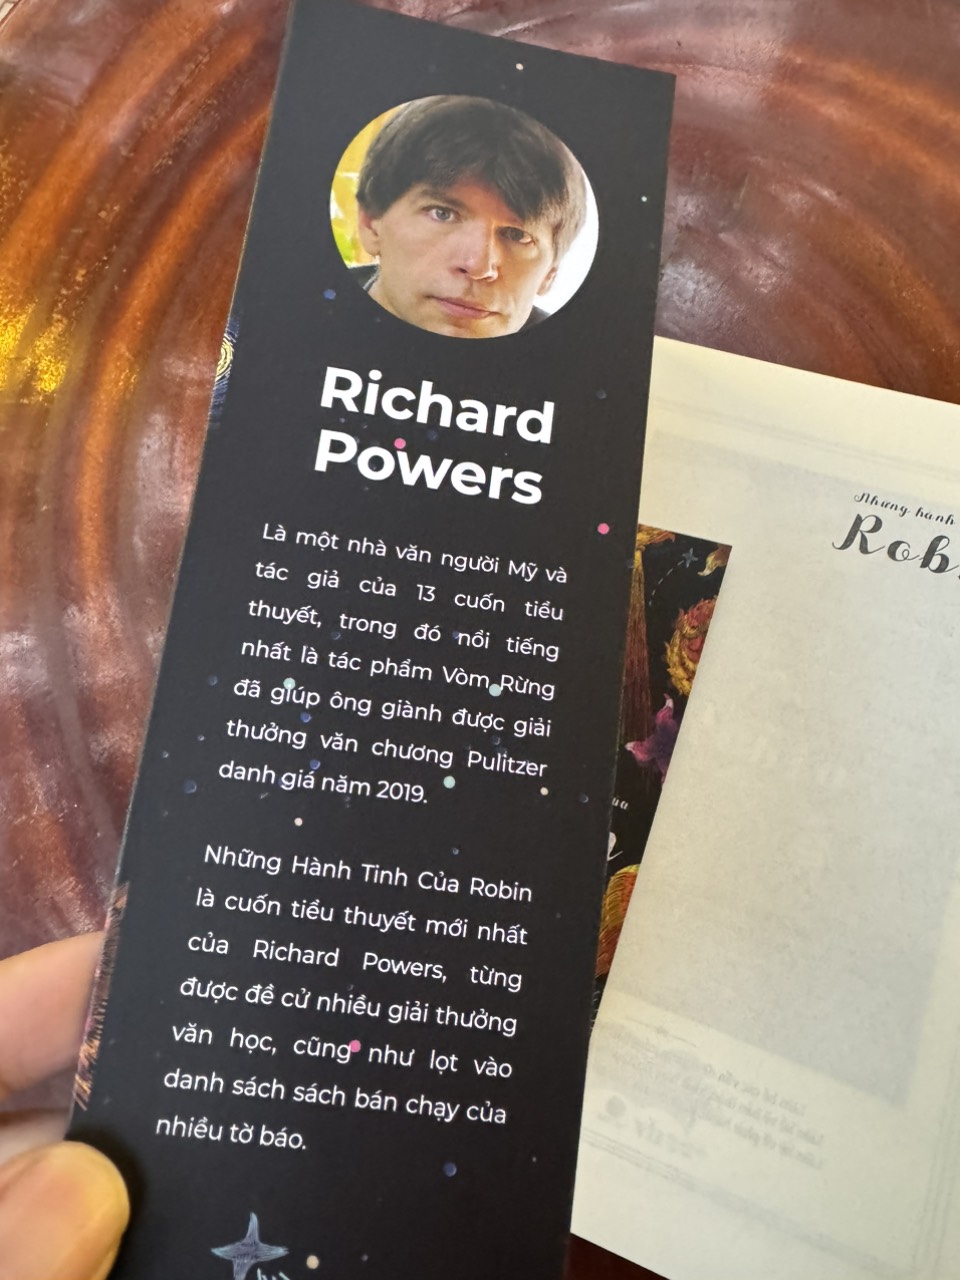 Richard
Powers
Là một nhà văn người Mỹ và
tác giả của 13 cuốn tiểu
thuyết, trong đó nổi tiếng
nhất là tác phẩm Vòm Rừng
đã giúp ông giành được giải
thưởng văn chương Pulitzer
danh giá năm 2019.
Những Hành Tinh Của Robin
là cuốn tiểu thuyết mới nhất
của Richard Powers, từng
được đề cử nhiều giải thưởng
văn học, cũng như lọt vào
danh sách sách bán chạy của
nhiều tờ báo.
Những hành